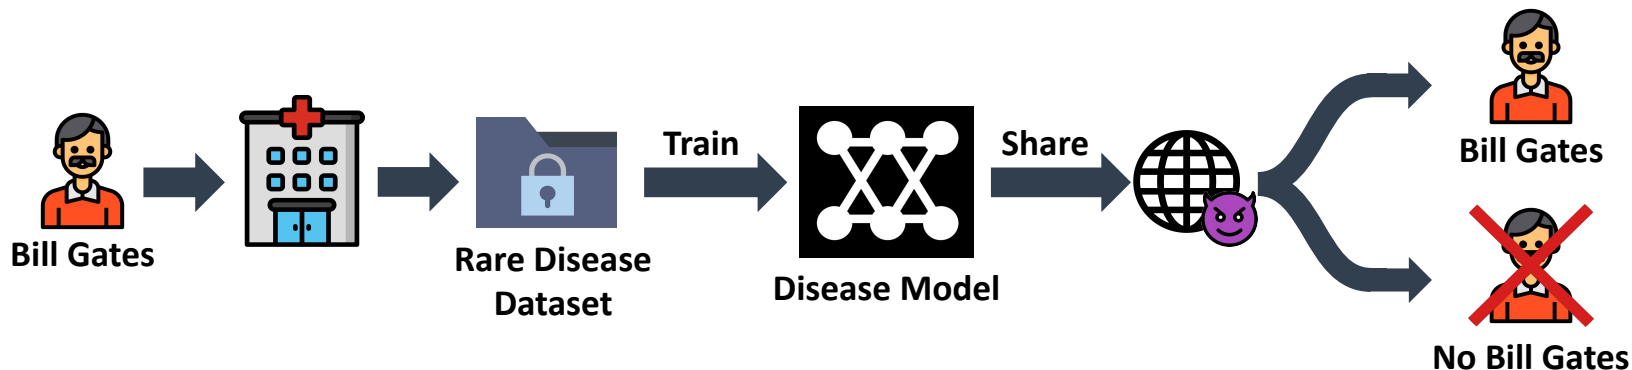 Bill Gates
Rare Disease
Dataset
Train
Disease Model
Share
Bill Gates
No Bill Gates